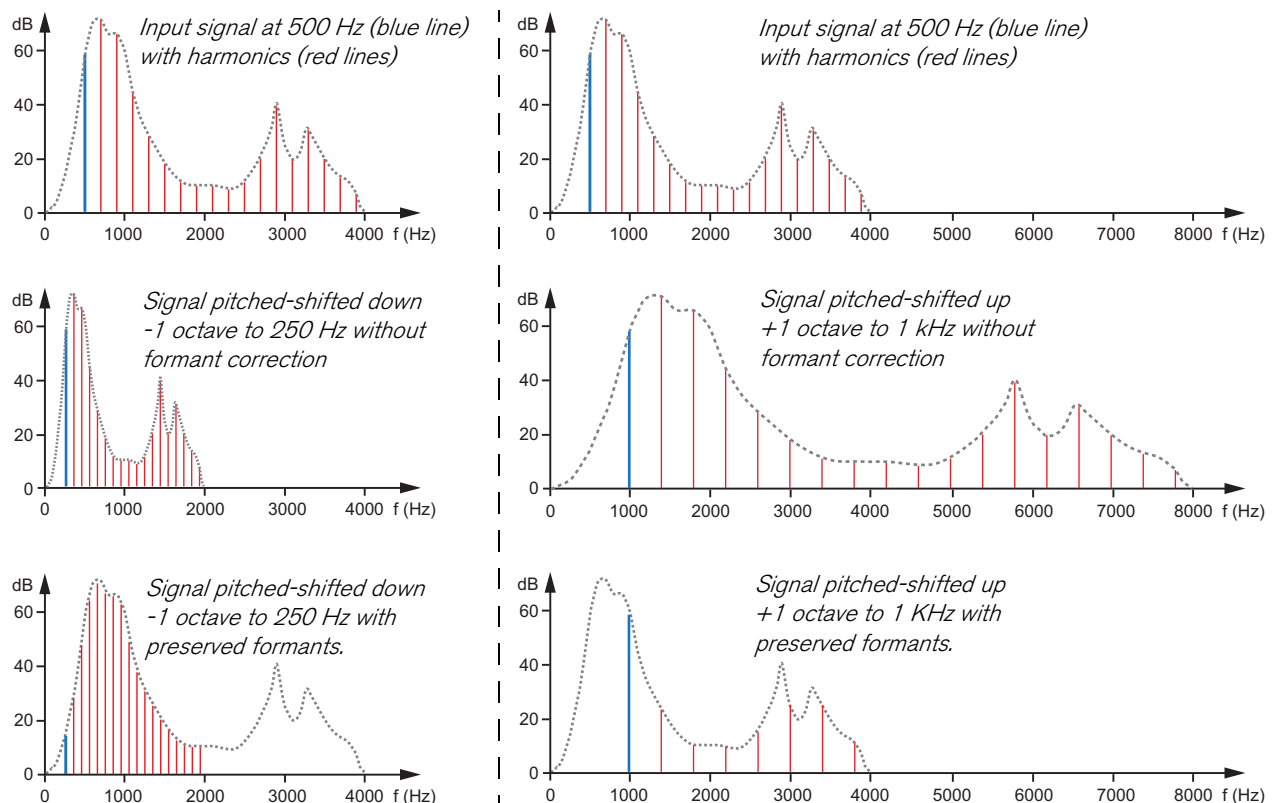 dB
Input signal at 500 Hz (blue line)
with harmonics (red lines)
60
40
20
0
0 1000 2000 3000 4000 f (Hz)
dB
Input signal at 500 Hz (blue line)
with harmonics (red lines)
60
40
20
0
0 1000 2000 3000 4000 5000 6000 7000 8000 f (Hz)
dB
Signal pitched-shifted down
-1 octave to 250 Hz without
formant correction
60
40
20
0
0 1000 2000 3000 4000 f (Hz)
dB
Signal pitched-shifted up
+1 octave to 1 kHz without
formant correction
60
40
20
0
0 1000 2000 3000 4000 5000 6000 7000 8000 f (Hz)
dB
Signal pitched-shifted down
-1 octave to 250 Hz with
preserved formants.
60
40
20
0
0 1000 2000 3000 4000 f (Hz)
dB
Signal pitched-shifted up
+1 octave to 1 KHz with
preserved formants.
60
40
20
0
0 1000 2000 3000 4000 5000 6000 7000 8000 f (Hz)